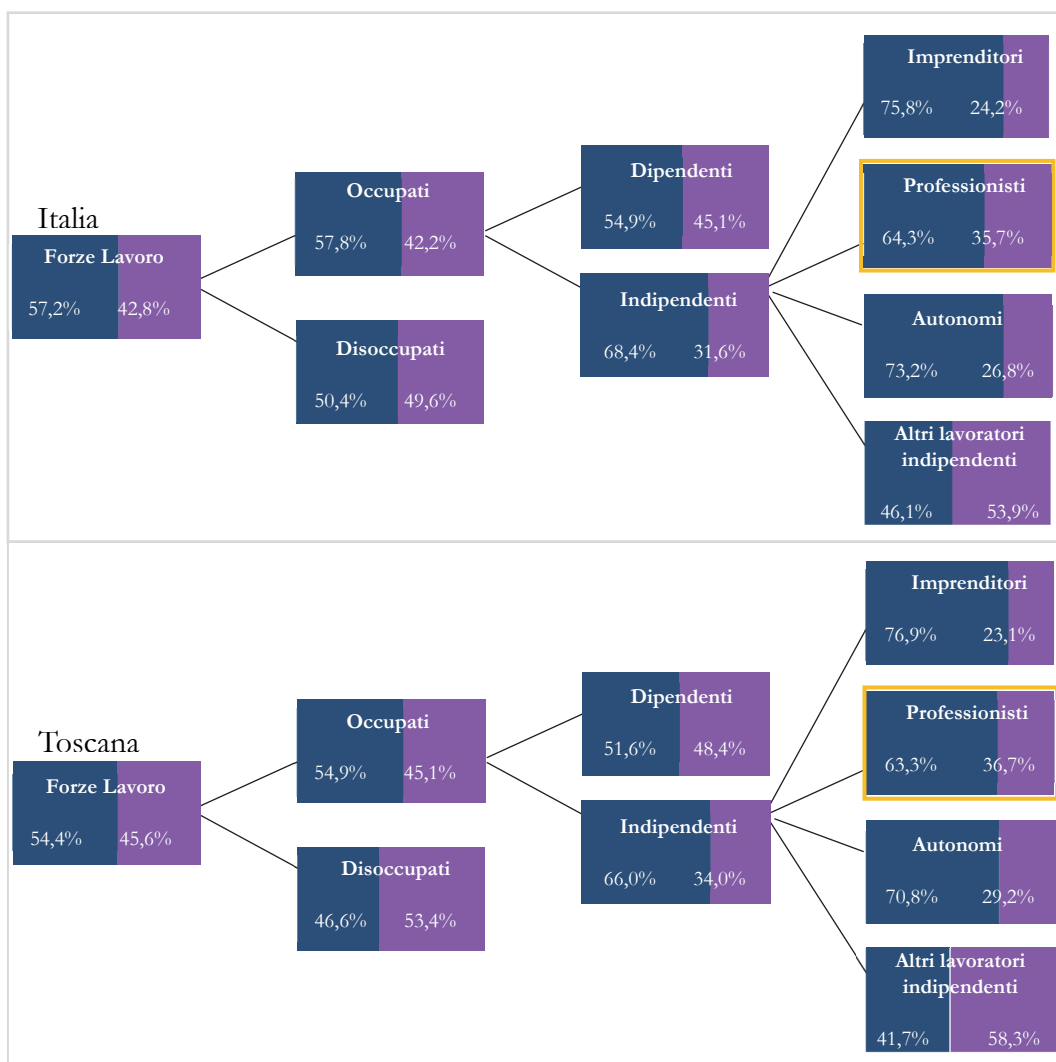 Italia
Forze Lavoro
57,2% 42,8%
Occupati
57,8% 42,2%
Disoccupati
50,4% 49,6%
Dipendenti
54,9% 45,1%
Indipendenti
68,4% 31,6%
Imprenditori
75,8% 24,2%
Professionisti
64,3% 35,7%
Autonomi
73,2% 26,8%
Altri lavoratori
indipendenti
46,1% 53,9%
Toscana
Forze Lavoro
54,4% 45,6%
Occupati
54,9% 45,1%
Disoccupati
46,6% 53,4%
Dipendenti
51,6% 48,4%
Indipendenti
66,0% 34,0%
Imprenditori
76,9% 23,1%
Professionisti
63,3% 36,7%
Autonomi
70,8% 29,2%
Altri lavoratori
indipendenti
41,7% 58,3%